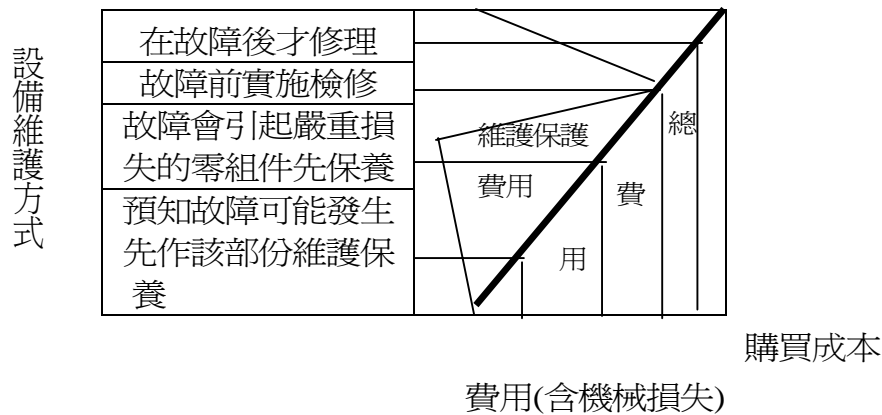 設備維護方式
在故障後才修理
故障前實施檢修
故障會引起嚴重損
失的零組件先保養
預知故障可能發生
先作該部份維護保
養
維護保護
費用
總
費
用
購買成本
費用(含機械損失)